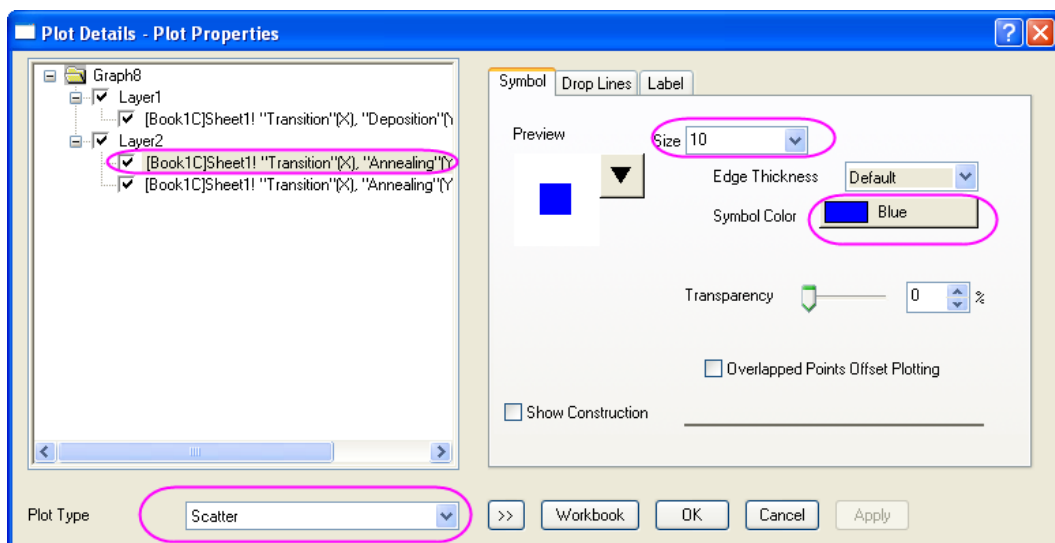 Plot Details - Plot Properties
Graph8
Layer1
[Book1C]Sheet1! "Transition"(X), "Deposition"(Y
Layer2
[Book1C]Sheet1! "Transition"(X), "Annealing"(Y
[Book1C]Sheet1! "Transition"(X), "Annealing"(Y
Symbol Drop Lines Label
Preview
Size 10
Edge Thickness Default
Symbol Color Blue
Transparency 0 %
Overlapped Points Offset Plotting
Show Construction
Plot Type Scatter >> Workbook OK Cancel Apply